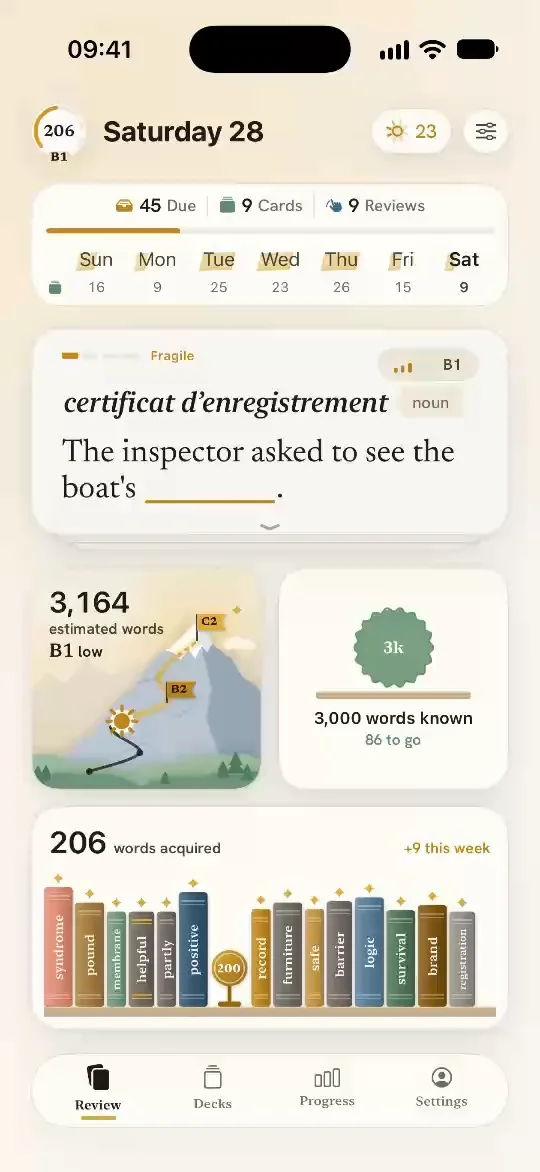 09:41
206
B1
Saturday 28
23
45 Due 9 Cards 9 Reviews
Sun Mon Tue Wed Thu Fri Sat
16 9 25 23 26 15 9
Fragile
B1
certificat d’enregistrement noun
The inspector asked to see the
boat's ________.
3,164
estimated words
B1 low
C2
B2
3k
3,000 words known
86 to go
206 words acquired
+9 this week
syndrome
pound
membrane
helpful
partly
positive
200
record
furniture
safe
barrier
logic
survival
brand
registration
Review Decks Progress Settings